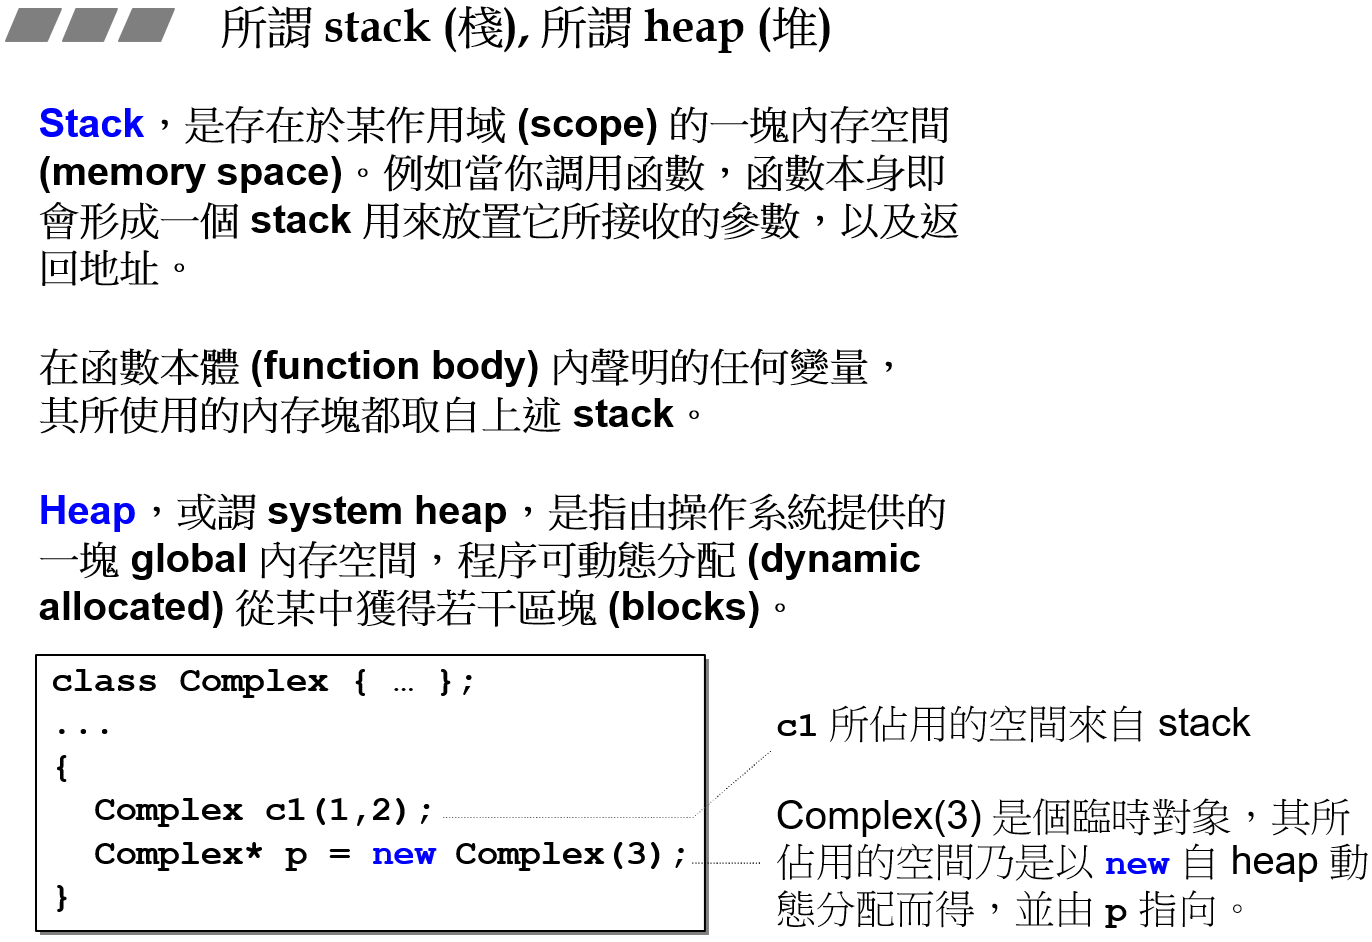 所謂 stack (棧), 所謂 heap (堆)
Stack，是存在於某作用域 (scope) 的一塊內存空間
(memory space)。例如當你調用函數，函數本身即
會形成一個 stack 用來放置它所接收的參數，以及返
回地址。
在函數本體 (function body) 內聲明的任何變量，
其所使用的內存塊都取自上述 stack。
Heap，或謂 system heap，是指由操作系統提供的
一塊 global 內存空間，程序可動態分配 (dynamic
allocated) 從某中獲得若干區塊 (blocks)。
class Complex { … };
...
{
Complex c1(1,2);
Complex* p = new Complex(3);
}
c1 所佔用的空間來自 stack
Complex(3) 是個臨時對象，其所
佔用的空間乃是以 new 自 heap 動
態分配而得，並由 p 指向。